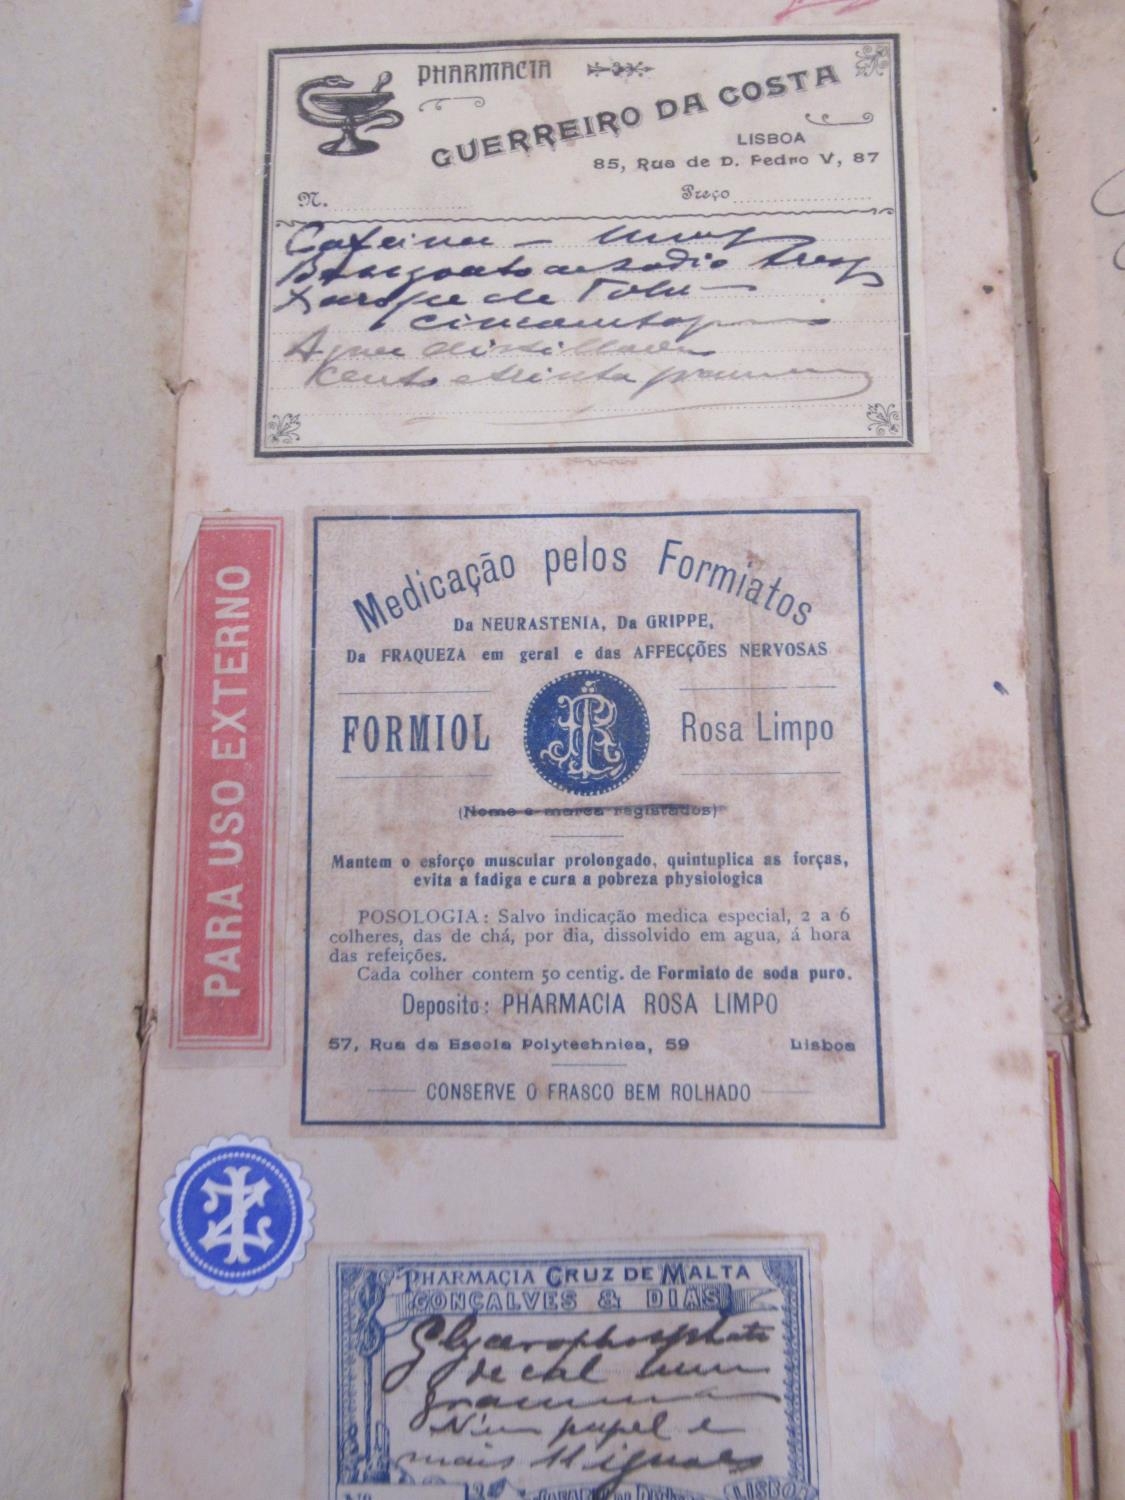 PHARMACIA
GUERREIRO DA COSTA
LISBOA
85, Rua de D. Pedro V, 87
N.
Preço
Cafeina – uma g
Benzoato de sodio tres g
Xarope de Tolu –
cincoenta g
Agua distillada
cento e trinta grammas
PARA USO EXTERNO
Medicação pelos Formiatos
Da NEURASTENIA, Da GRIPPE,
Da FRAQUEZA em geral e das AFFECÇÕES NERVOSAS
FORMIOL
Rosa Limpo
(Nome e marca registados)
Mantem o esforço muscular prolongado, quintuplica as forças,
evita a fadiga e cura a pobreza physiologica
POSOLOGIA: Salvo indicação medica especial, 2 a 6
colheres, das de chá, por dia, dissolvido em agua, á hora
das refeições.
Cada colher contem 50 centig. de Formiato de soda puro.
Deposito: PHARMACIA ROSA LIMPO
57, Rua da Escola Polytechnica, 59 Lisboa
CONSERVE O FRASCO BEM ROLHADO
PHARMACIA CRUZ DE MALTA
GONÇALVES & DIAS
Glycerophosphato
de cal um
gramma
N'um papel e
mais 11 iguaes
LISBOA